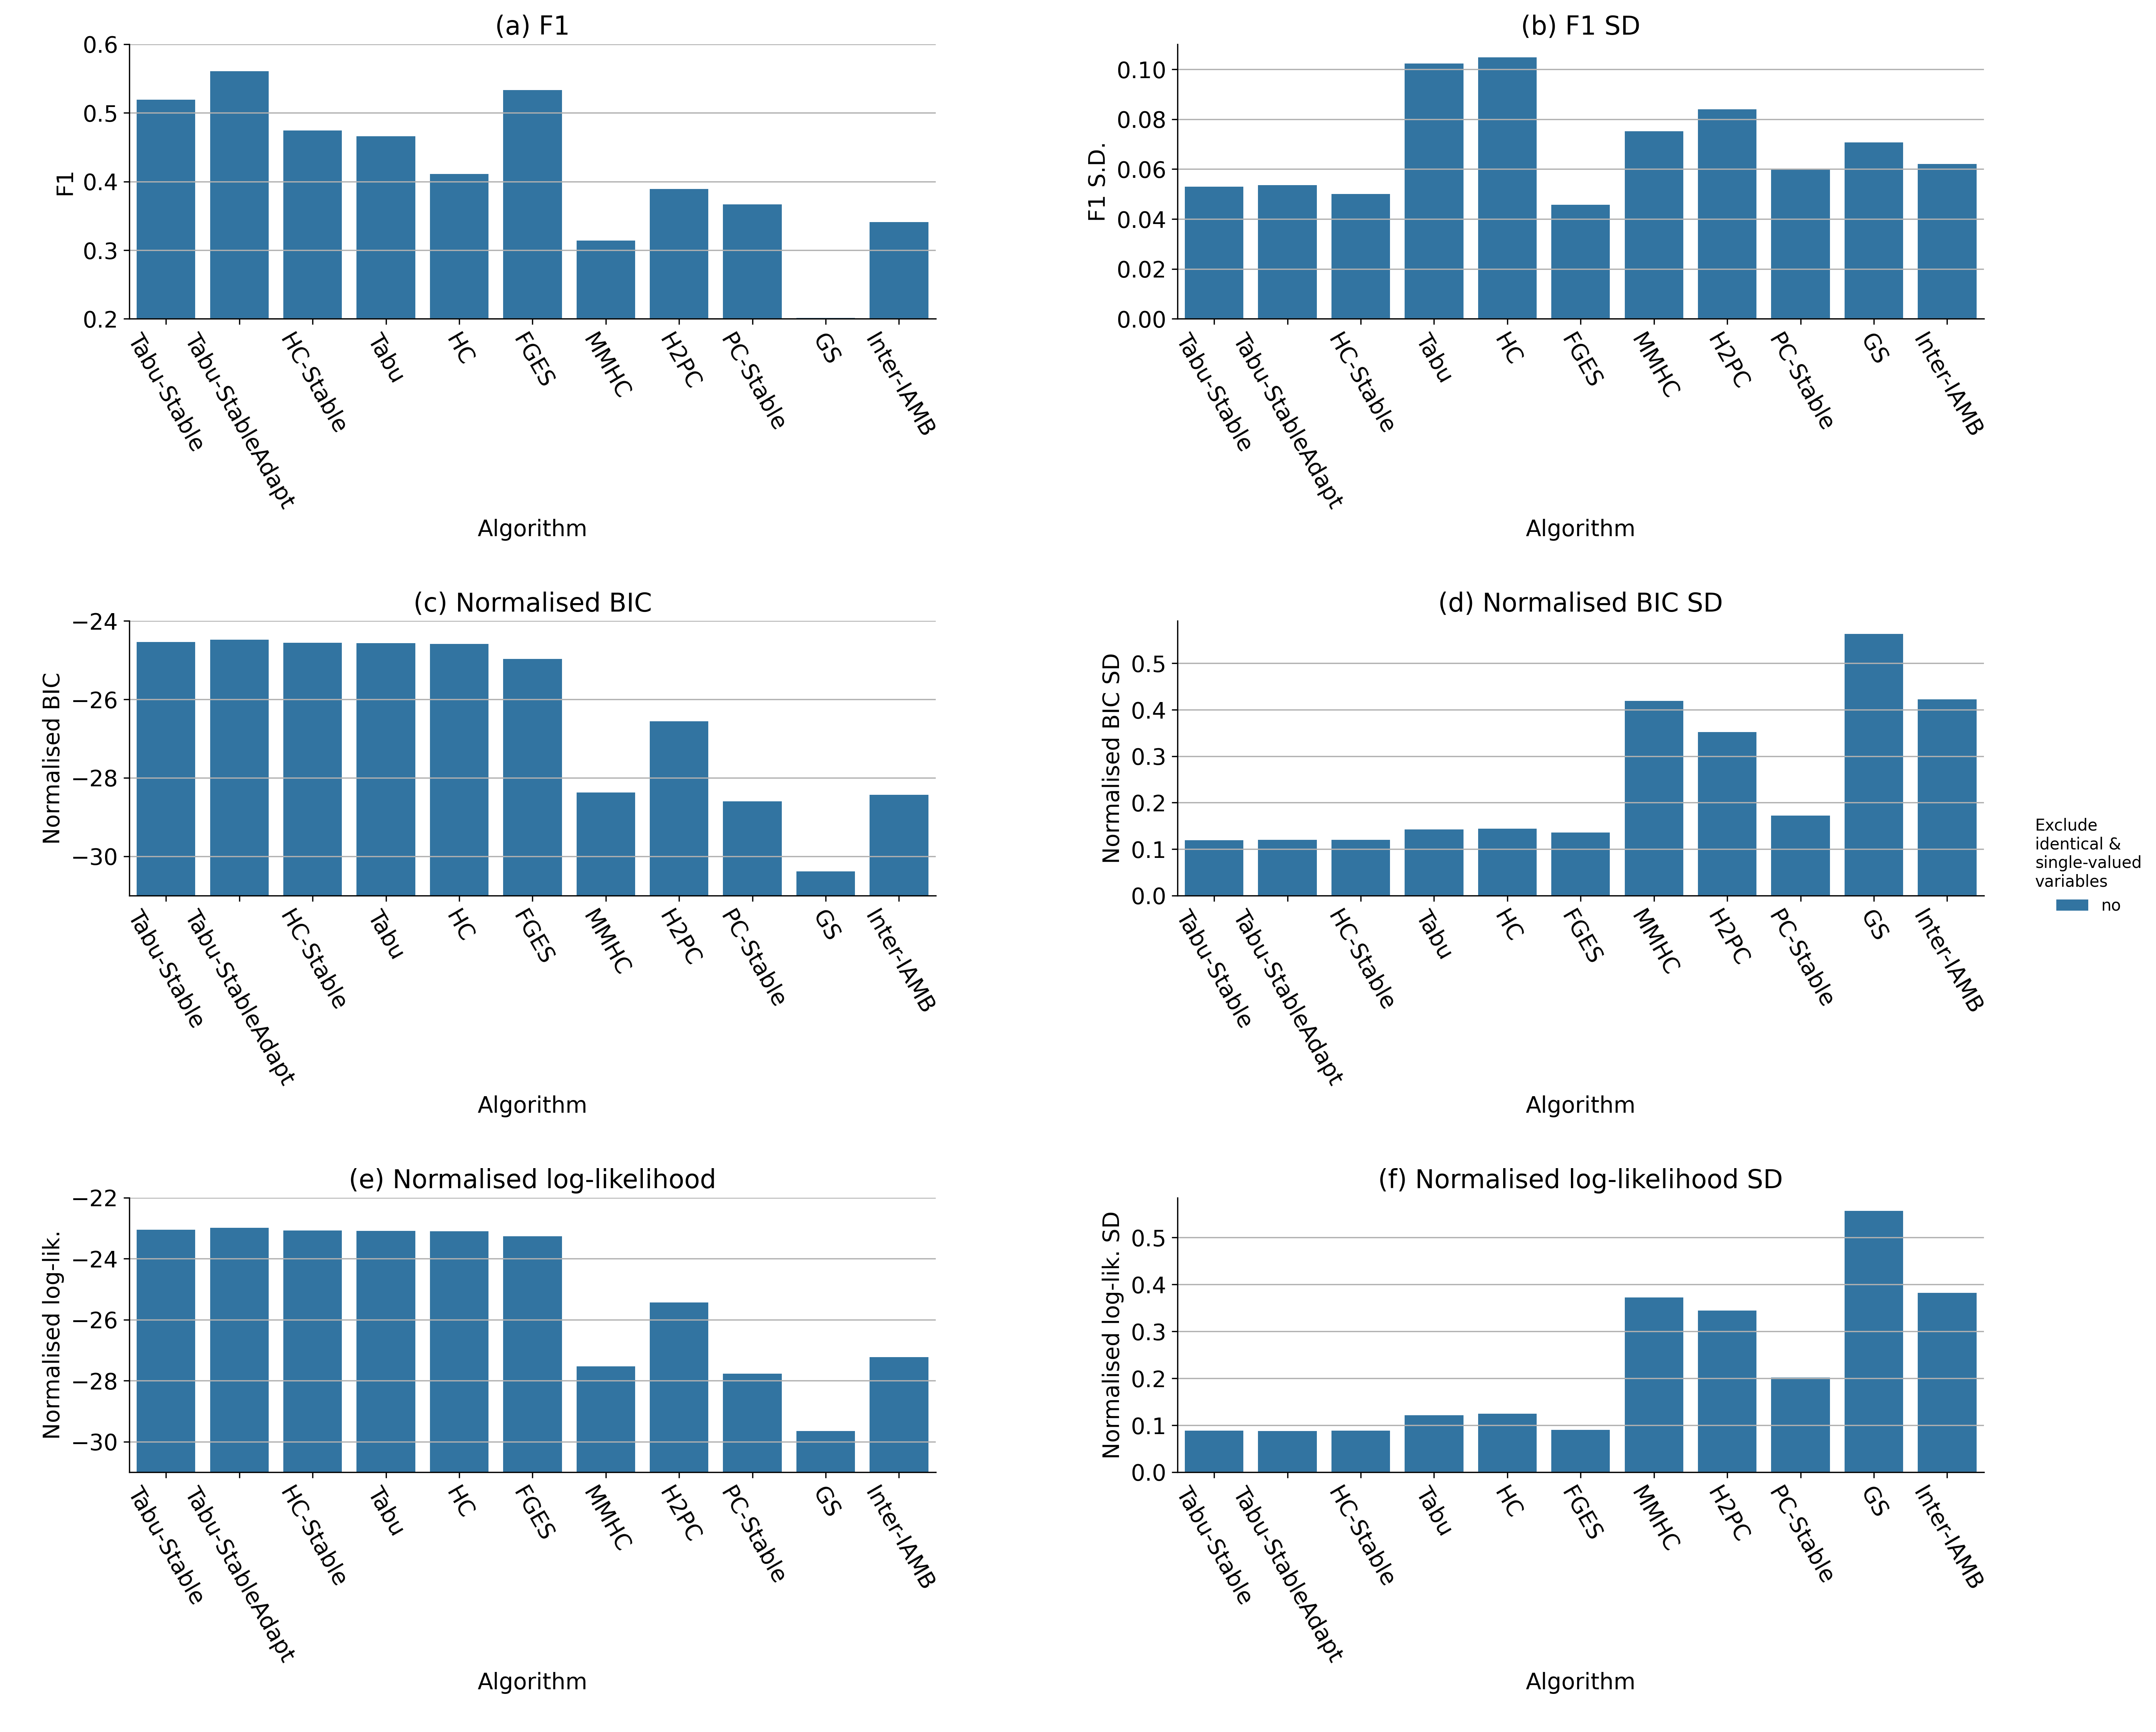 (a) F1
0.6
0.5
0.4
0.3
0.2
F1
Tabu-Stable
Tabu-StableAdapt
HC-Stable
Tabu
HC
FGES
MMHC
H2PC
PC-Stable
GS
Inter-IAMB
Algorithm
(b) F1 SD
0.10
0.08
0.06
0.04
0.02
0.00
F1 S.D.
Tabu-Stable
Tabu-StableAdapt
HC-Stable
Tabu
HC
FGES
MMHC
H2PC
PC-Stable
GS
Inter-IAMB
Algorithm
(c) Normalised BIC
−24
−26
−28
−30
Normalised BIC
Tabu-Stable
Tabu-StableAdapt
HC-Stable
Tabu
HC
FGES
MMHC
H2PC
PC-Stable
GS
Inter-IAMB
Algorithm
(d) Normalised BIC SD
0.5
0.4
0.3
0.2
0.1
0.0
Normalised BIC SD
Tabu-Stable
Tabu-StableAdapt
HC-Stable
Tabu
HC
FGES
MMHC
H2PC
PC-Stable
GS
Inter-IAMB
Algorithm
Exclude
identical &
single-valued
variables
no
(e) Normalised log-likelihood
−22
−24
−26
−28
−30
Normalised log-lik.
Tabu-Stable
Tabu-StableAdapt
HC-Stable
Tabu
HC
FGES
MMHC
H2PC
PC-Stable
GS
Inter-IAMB
Algorithm
(f) Normalised log-likelihood SD
0.5
0.4
0.3
0.2
0.1
0.0
Normalised log-lik. SD
Tabu-Stable
Tabu-StableAdapt
HC-Stable
Tabu
HC
FGES
MMHC
H2PC
PC-Stable
GS
Inter-IAMB
Algorithm